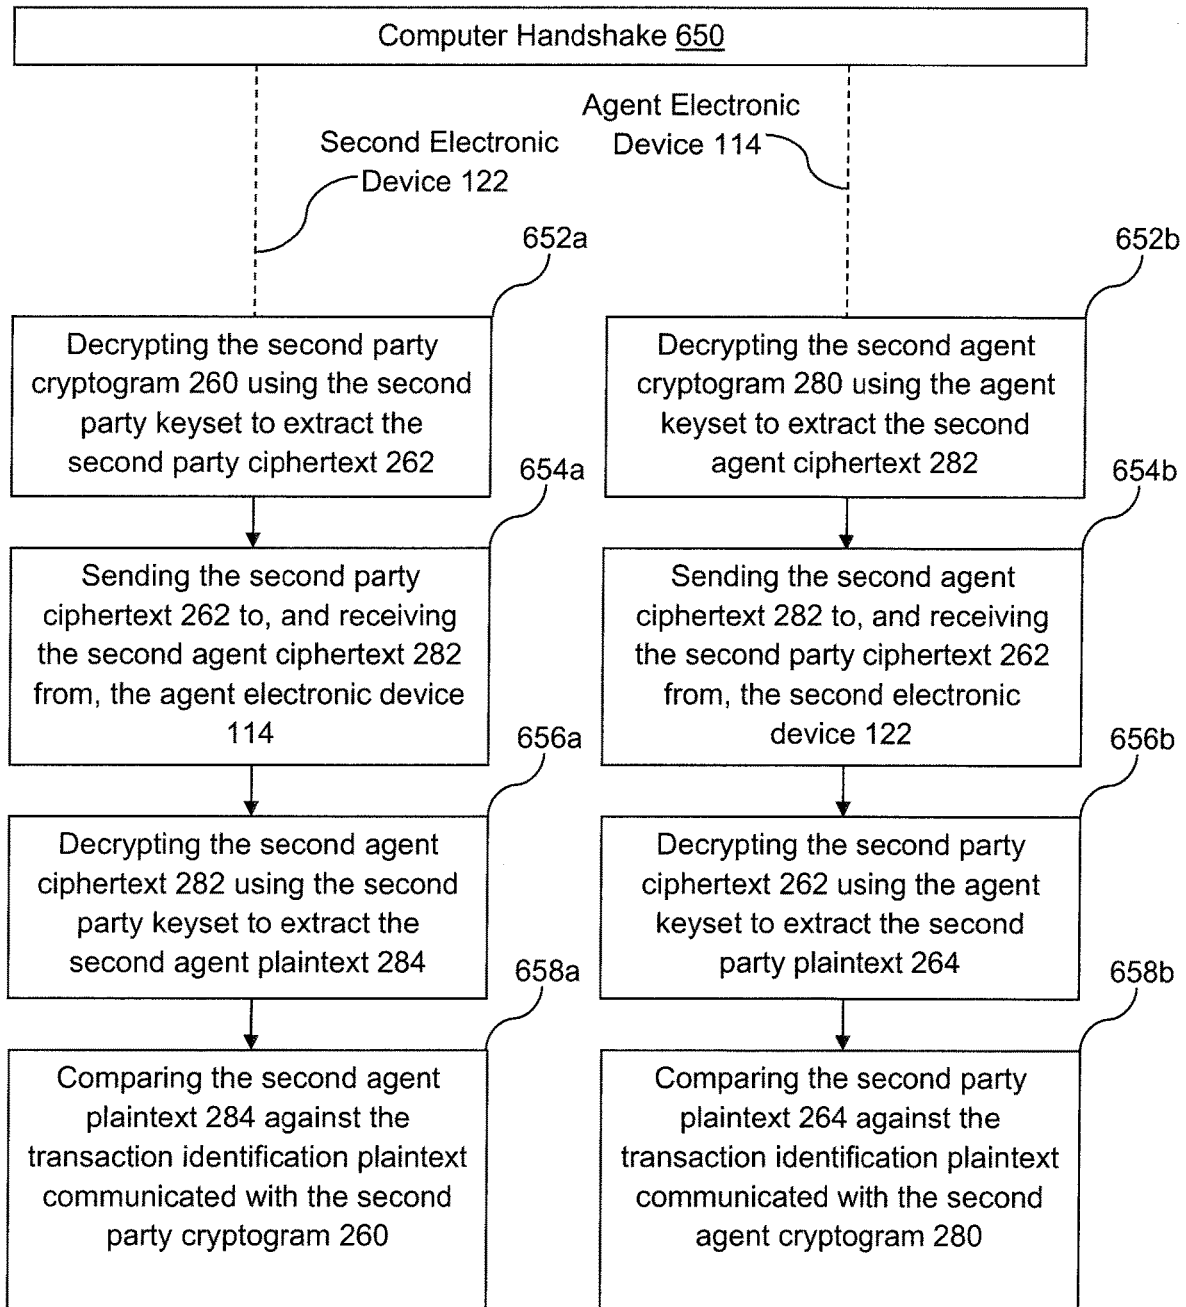 Computer Handshake 650
Agent Electronic
Device 114
Second Electronic
Device 122
652a
652b
Decrypting the second party
cryptogram 260 using the second
party keyset to extract the
second party ciphertext 262
Decrypting the second agent
cryptogram 280 using the agent
keyset to extract the second
agent ciphertext 282
654a
654b
Sending the second party
ciphertext 262 to, and receiving
the second agent ciphertext 282
from, the agent electronic device
114
Sending the second agent
ciphertext 282 to, and receiving
the second party ciphertext 262
from, the second electronic
device 122
656a
656b
Decrypting the second agent
ciphertext 282 using the second
party keyset to extract the
second agent plaintext 284
Decrypting the second party
ciphertext 262 using the agent
keyset to extract the second
party plaintext 264
658a
658b
Comparing the second agent
plaintext 284 against the
transaction identification plaintext
communicated with the second
party cryptogram 260
Comparing the second party
plaintext 264 against the
transaction identification plaintext
communicated with the second
agent cryptogram 280